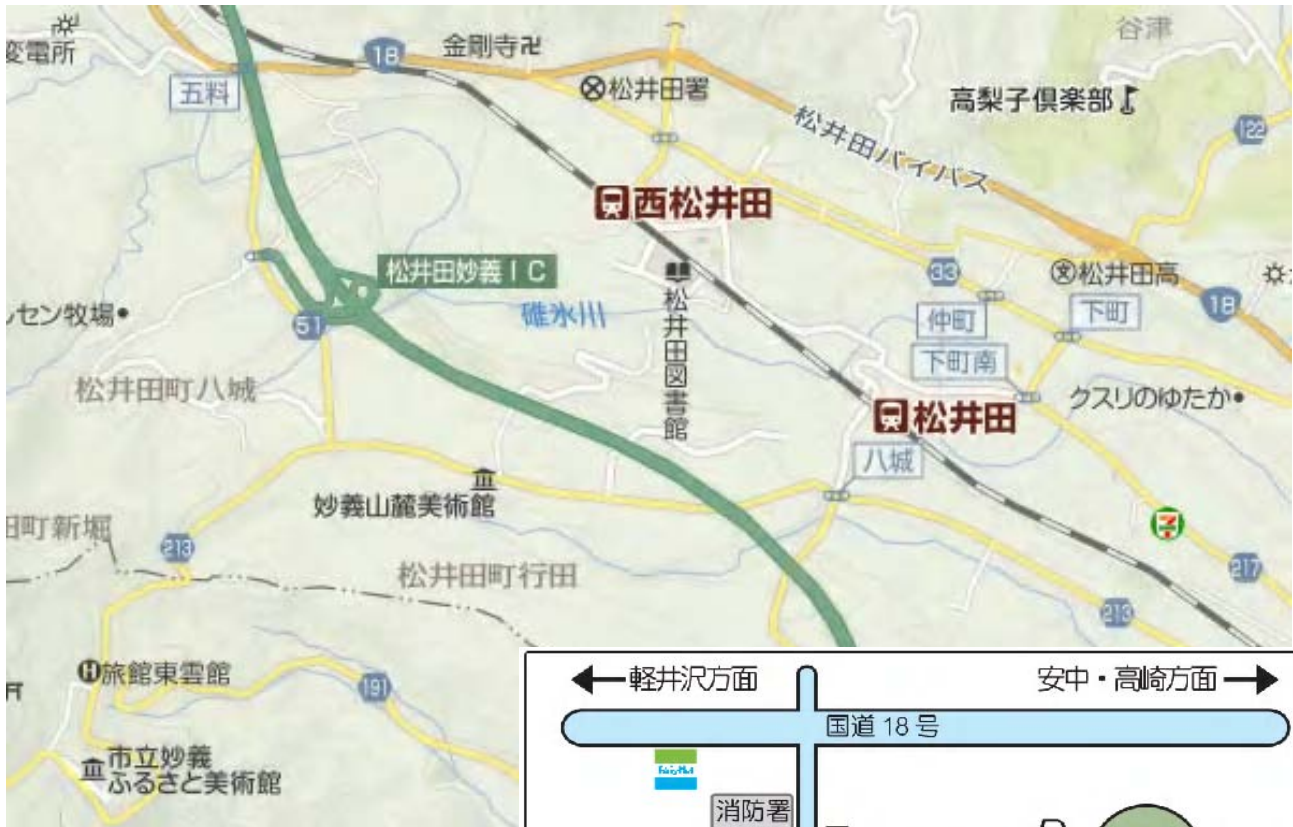 変電所
五料
18
金剛寺
松井田署
谷津
高梨子倶楽部
122
松井田バイパス
西松井田
松井田妙義IC
碓氷川
松井田図書館
33
松井田高
18
仲町
下町
下町南
センセン牧場
51
松井田町八城
松井田
クスリのゆたか
八城
妙義山麓美術館
田町新堀
213
松井田町行田
7
217
213
旅館東雲館
191
市立妙義
ふるさと美術館
軽井沢方面
安中・高崎方面
国道18号
FamilyMart
消防署